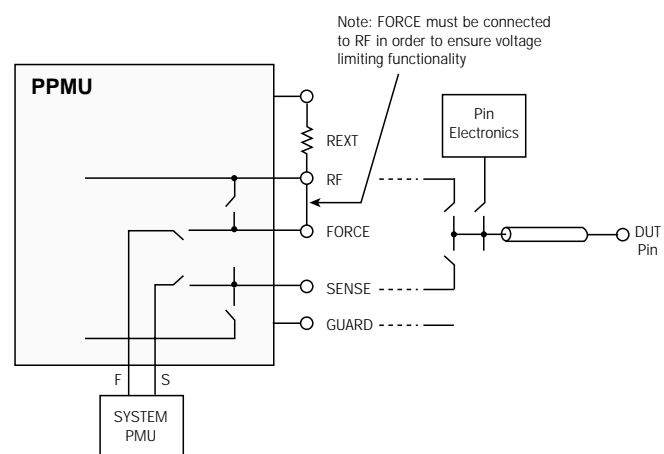 Note: FORCE must be connected
to RF in order to ensure voltage
limiting functionality
PPMU
Pin
Electronics
REXT
RF
FORCE
DUT
Pin
SENSE
GUARD
F
S
SYSTEM
PMU